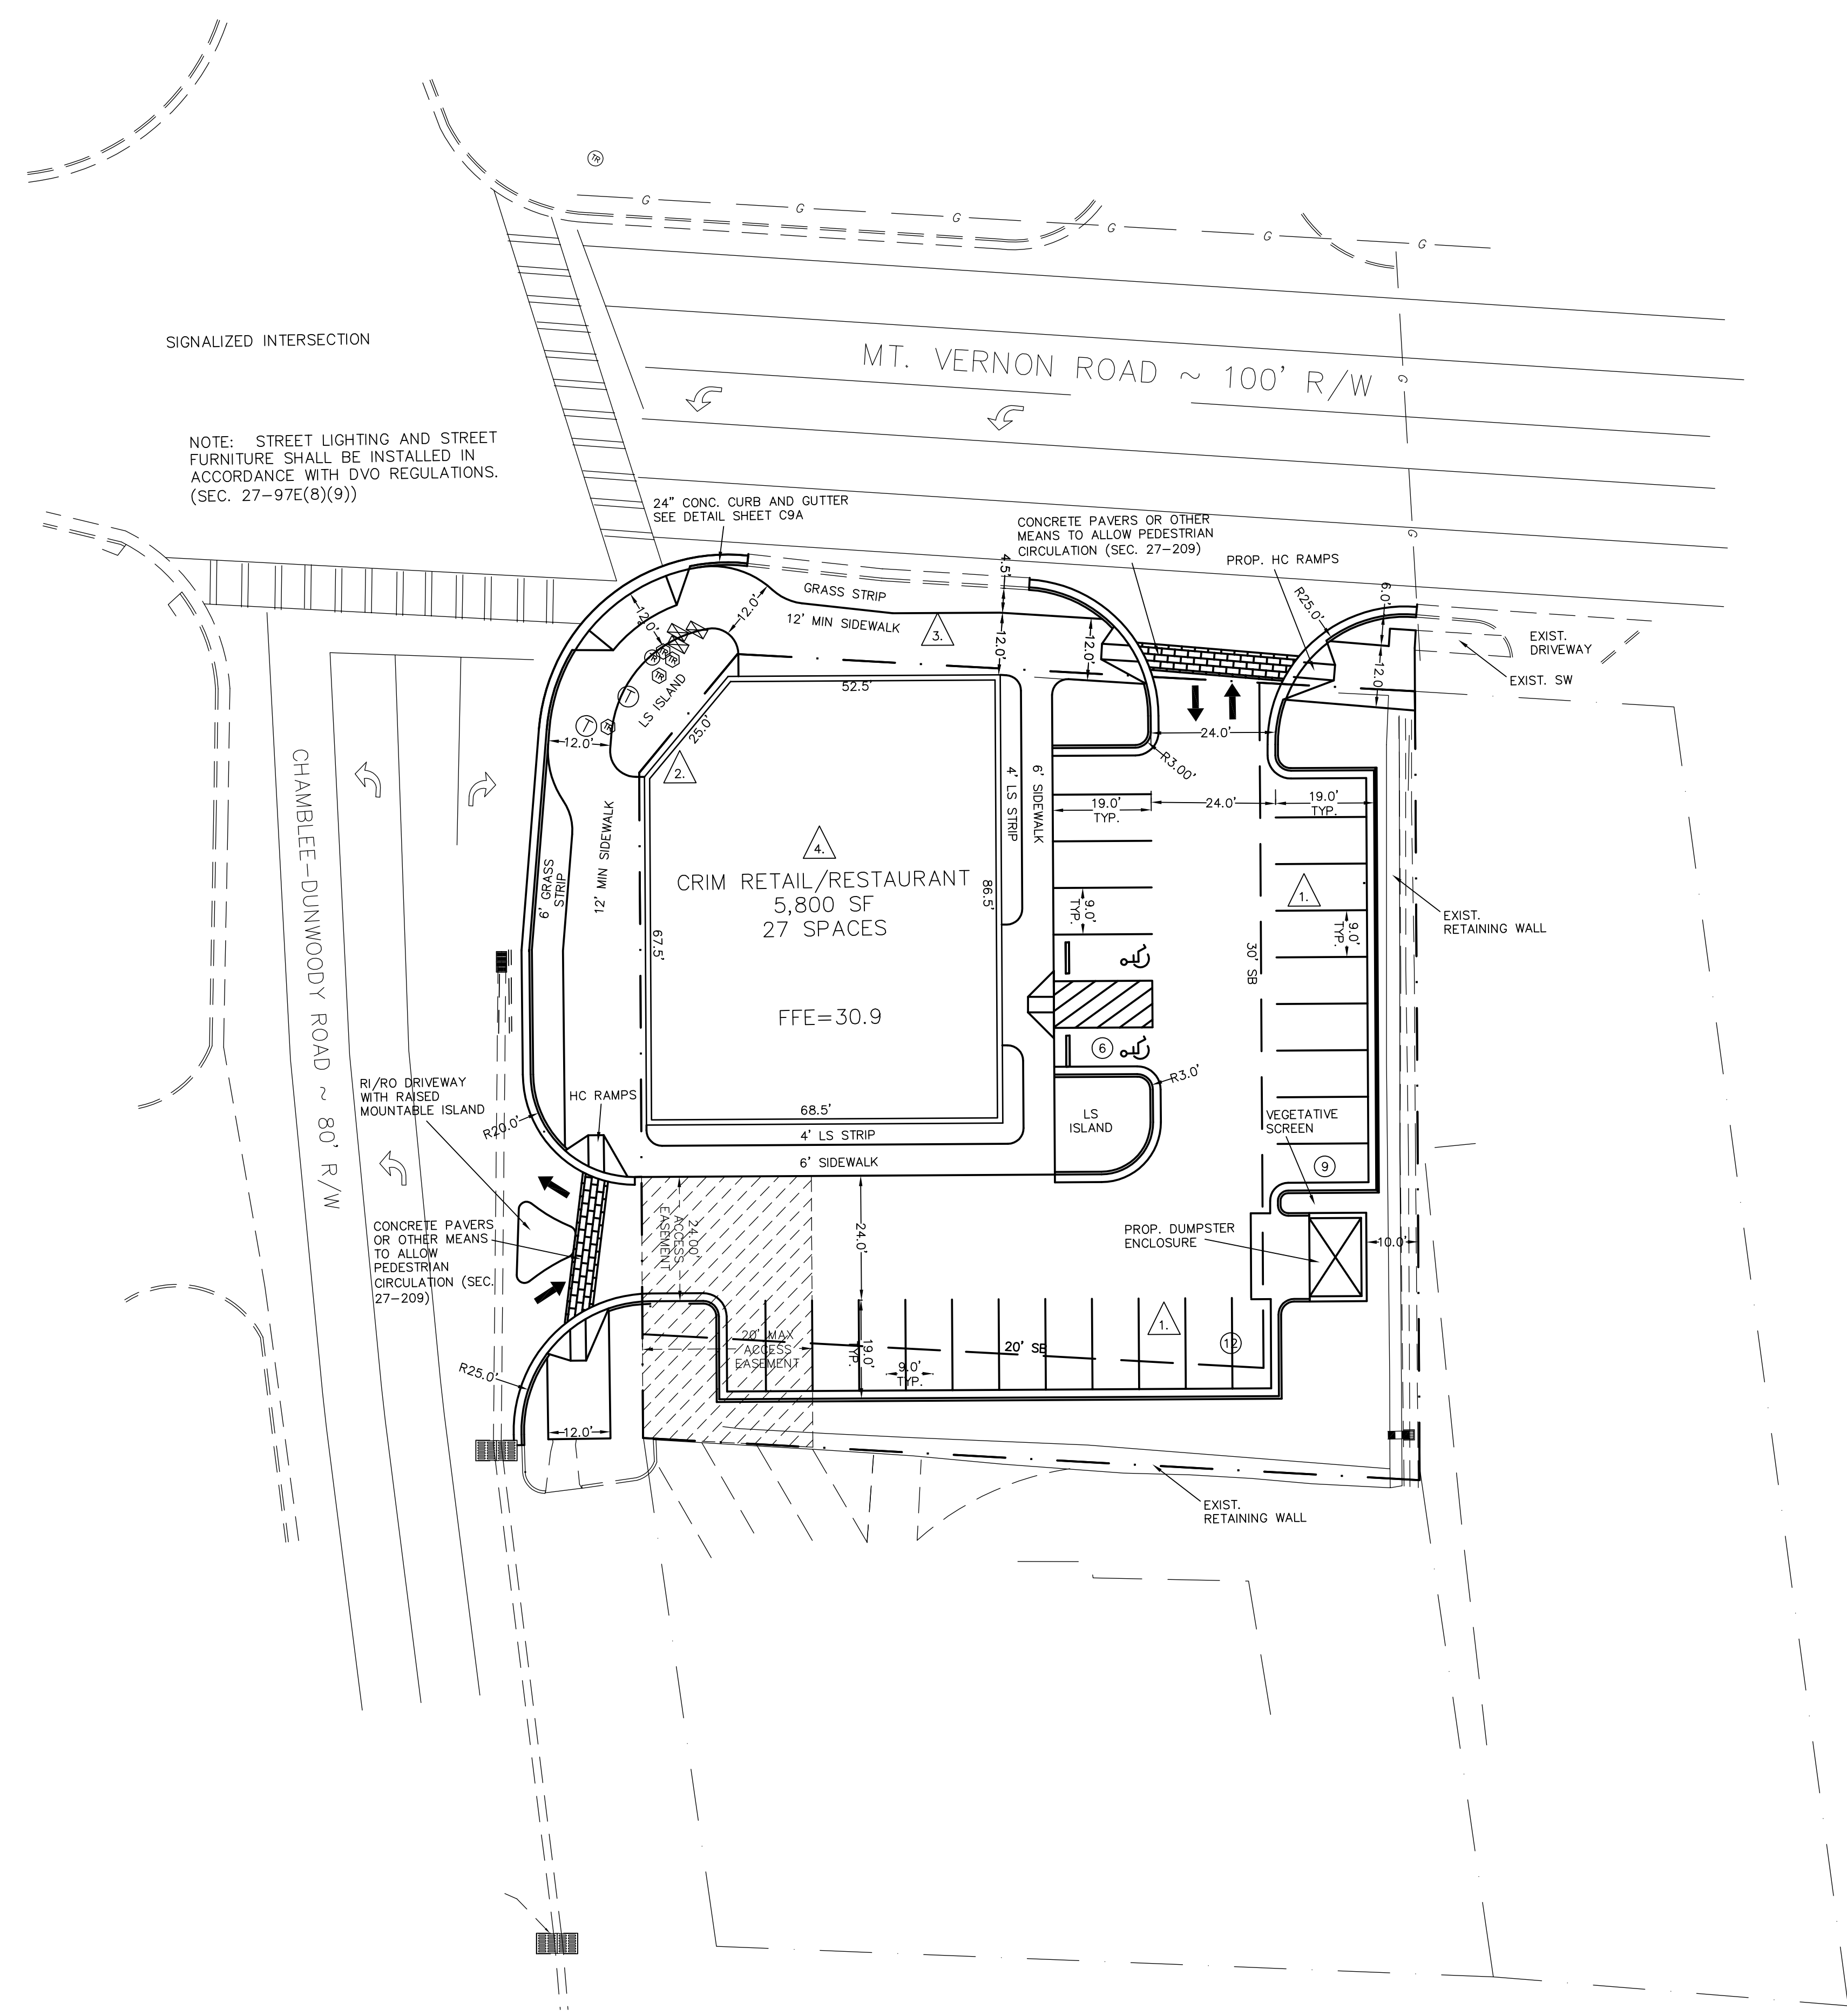 TR
G G G G G G
SIGNALIZED INTERSECTION
MT. VERNON ROAD ~ 100' R/W
G
G
NOTE: STREET LIGHTING AND STREET
FURNITURE SHALL BE INSTALLED IN
ACCORDANCE WITH DVO REGULATIONS.
(SEC. 27-97E(8)(9))
24" CONC. CURB AND GUTTER
SEE DETAIL SHEET C9A
CONCRETE PAVERS OR OTHER
MEANS TO ALLOW PEDESTRIAN
CIRCULATION (SEC. 27-209)
PROP. HC RAMPS
4.5'
GRASS STRIP
12' MIN SIDEWALK
3.
12.0'
12.0'
12.0'
12.0'
R25.0'
6.0'
12.0'
EXIST.
DRIVEWAY
EXIST. SW
TR
TR
TR
TR
T
T
TR
LS ISLAND
12.0'
25.0'
2.
52.5'
24.0'
R3.00'
4' LS STRIP
6' SIDEWALK
19.0'
TYP.
24.0'
19.0'
TYP.
CHAMBLEE-DUNWOODY ROAD ~ 80' R/W
6' GRASS
STRIP
12' MIN SIDEWALK
4.
CRIM RETAIL/RESTAURANT
5,800 SF
27 SPACES
FFE=30.9
67.5'
86.5'
68.5'
9.0'
TYP.
1.
9.0'
TYP.
30' SB
EXIST.
RETAINING WALL
6
R3.0'
LS
ISLAND
VEGETATIVE
SCREEN
9
4' LS STRIP
6' SIDEWALK
RI/RO DRIVEWAY
WITH RAISED
MOUNTABLE ISLAND
HC RAMPS
R20.0'
CONCRETE PAVERS
OR OTHER MEANS
TO ALLOW
PEDESTRIAN
CIRCULATION (SEC.
27-209)
24.00'
ACCESS
EASEMENT
24.0'
PROP. DUMPSTER
ENCLOSURE
10.0'
20' MAX
ACCESS
EASEMENT
19.0'
TYP.
9.0'
TYP.
20' SB
1.
12
R25.0'
12.0'
EXIST.
RETAINING WALL